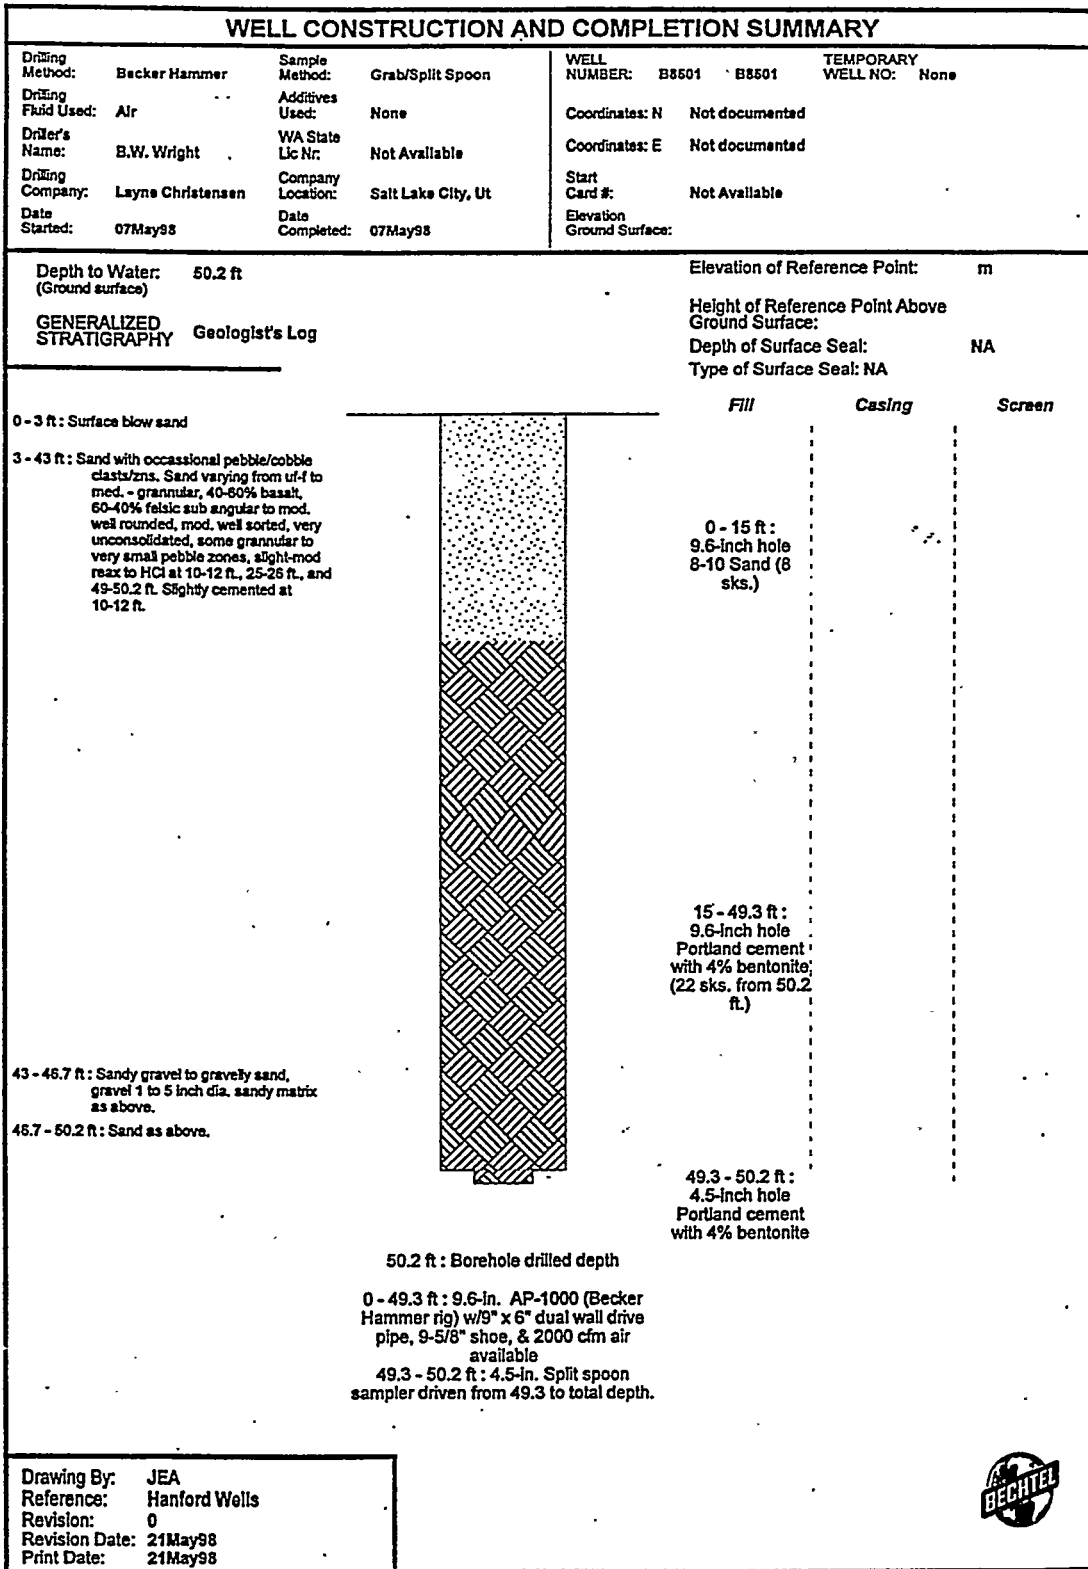 WELL CONSTRUCTION AND COMPLETION SUMMARY
Drilling Method: Becker Hammer Sample Method: Grab/Split Spoon
Drilling Fluid Used: Air Additives Used: None
Driller's Name: B.W. Wright WA State Lic Nr: Not Available
Drilling Company: Layne Christensen Company Location: Salt Lake City, Ut
Date Started: 07May98 Date Completed: 07May98
WELL NUMBER: B8501 B8501 TEMPORARY WELL NO: None
Coordinates: N Not documented
Coordinates: E Not documented
Start Card #: Not Available
Elevation Ground Surface:
Depth to Water: 50.2 ft
(Ground surface)
GENERALIZED STRATIGRAPHY Geologist's Log
Elevation of Reference Point: m
Height of Reference Point Above
Ground Surface:
Depth of Surface Seal: NA
Type of Surface Seal: NA
Fill Casing Screen
0 - 3 ft : Surface blow sand
3 - 43 ft : Sand with occassional pebble/cobble
clasts/zns. Sand varying from uf-f to
med. - grannular, 40-60% basalt,
60-40% felsic sub angular to mod.
well rounded, mod. well sorted, very
unconsolidated, some grannular to
very small pebble zones, slight-mod
reax to HCl at 10-12 ft., 25-26 ft., and
49-50.2 ft. Slightly cemented at
10-12 ft.
0 - 15 ft :
9.6-inch hole
8-10 Sand (8
sks.)
15 - 49.3 ft :
9.6-inch hole
Portland cement
with 4% bentonite
(22 sks. from 50.2
ft.)
43 - 46.7 ft : Sandy gravel to gravelly sand,
gravel 1 to 5 inch dia. sandy matrix
as above.
46.7 - 50.2 ft : Sand as above.
49.3 - 50.2 ft :
4.5-inch hole
Portland cement
with 4% bentonite
50.2 ft : Borehole drilled depth
0 - 49.3 ft : 9.6-in. AP-1000 (Becker
Hammer rig) w/9" x 6" dual wall drive
pipe, 9-5/8" shoe, & 2000 cfm air
available
49.3 - 50.2 ft : 4.5-in. Split spoon
sampler driven from 49.3 to total depth.
Drawing By: JEA
Reference: Hanford Wells
Revision: 0
Revision Date: 21May98
Print Date: 21May98
BECHTEL